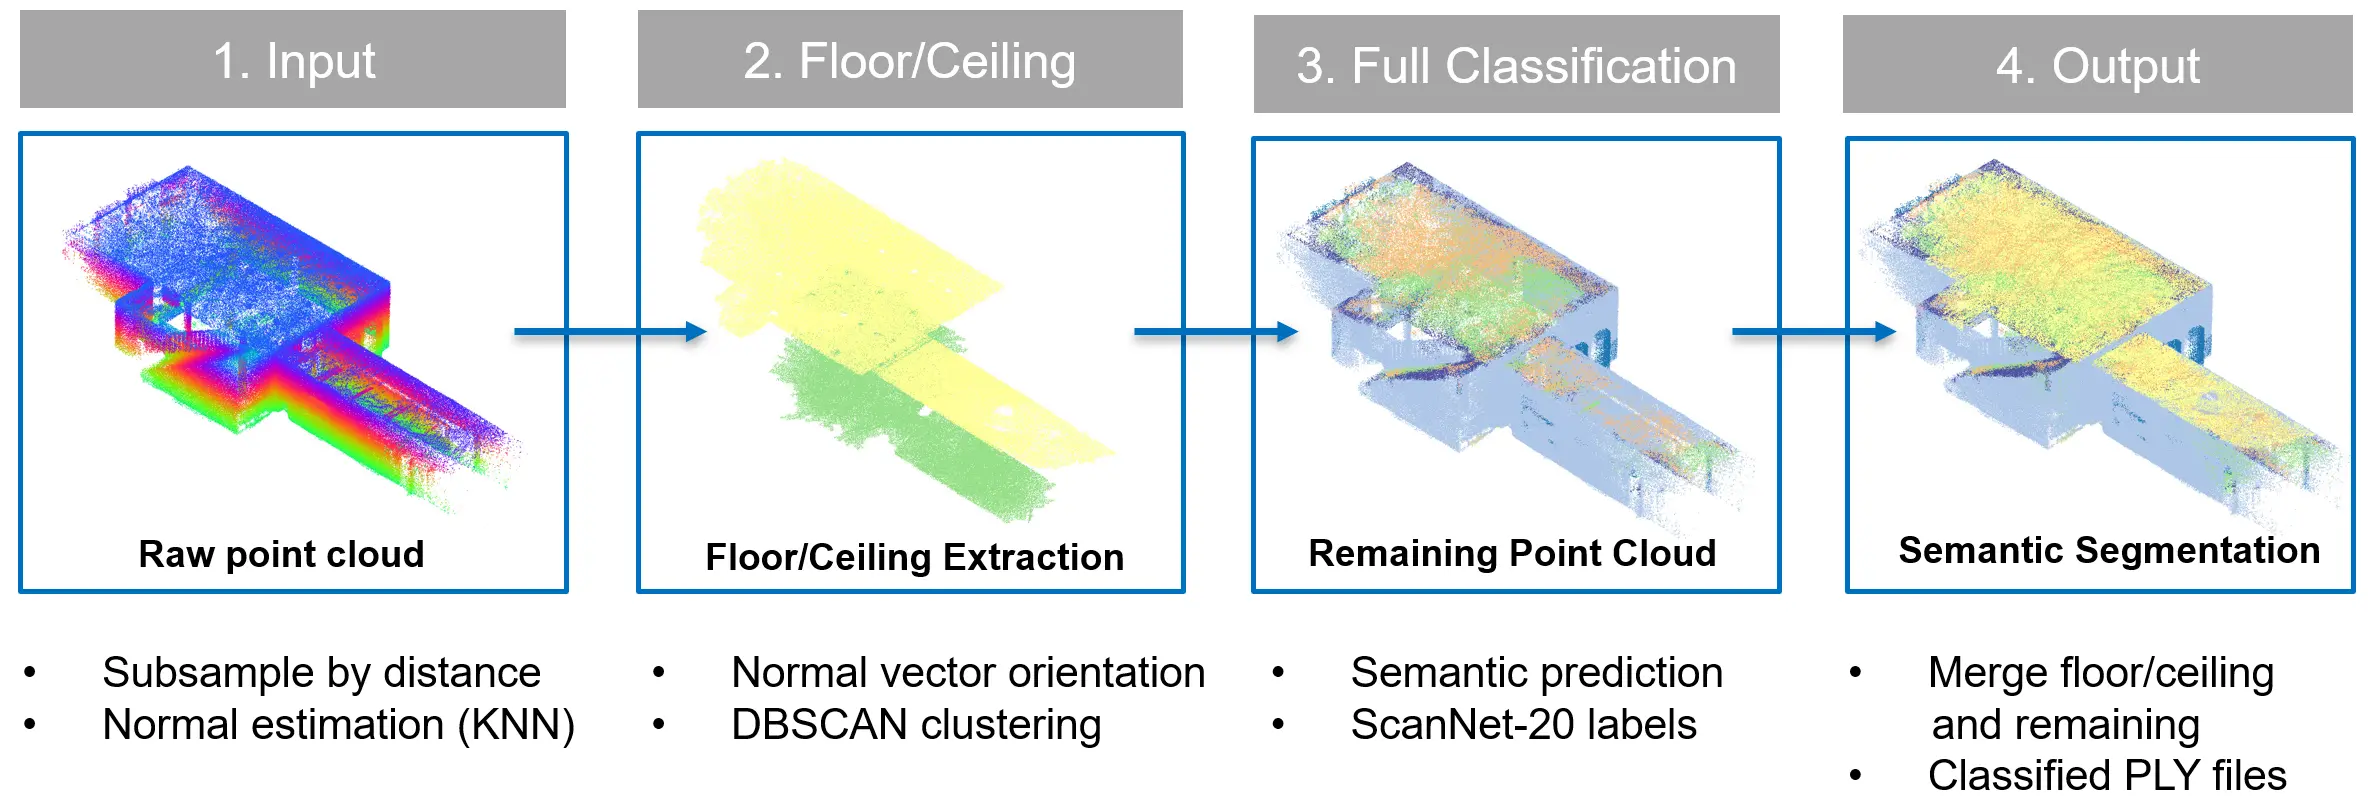 1. Input
2. Floor/Ceiling
3. Full Classification
4. Output
Raw point cloud
Floor/Ceiling Extraction
Remaining Point Cloud
Semantic Segmentation
• Subsample by distance
• Normal estimation (KNN)
• Normal vector orientation
• DBSCAN clustering
• Semantic prediction
• ScanNet-20 labels
• Merge floor/ceiling
and remaining
• Classified PLY files